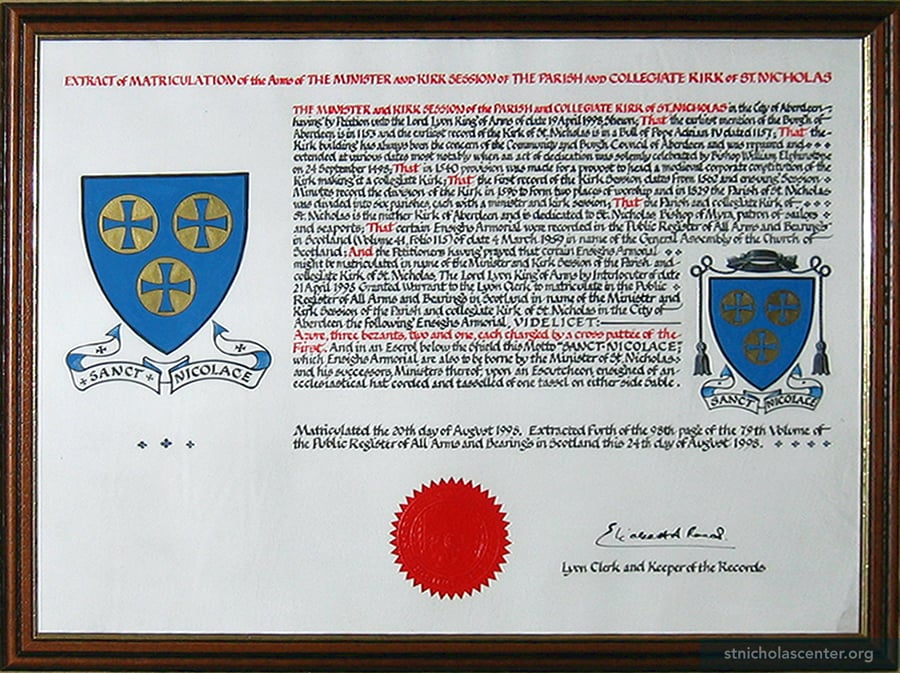 EXTRACT of MATRICULATION of the Arms of THE MINISTER AND KIRK SESSION OF THE PARISH AND COLLEGIATE KIRK OF ST. NICHOLAS
THE MINISTER and KIRK SESSION of the PARISH and COLLEGIATE KIRK of ST. NICHOLAS in the City of Aberdeen
having by Petition unto the Lord Lyon King of Arms of date 19 April 1998 Shewn; That the earliest mention of the Burgh of
Aberdeen is in 1153 and the earliest record of the Kirk of St. Nicholas is in a Bull of Pope Adrian IV dated 1157; That the
Kirk building has always been the concern of the Community and Burgh Council of Aberdeen and was repaired and
extended at various dates most notably when an act of dedication was solemnly celebrated by Bishop William Elphinstone
on 24 September 1498; That in 1540 provision was made for a provost to head a medieval corporate constitution of the
Kirk making it a collegiate Kirk; That the First record of the Kirk Session dates from 1562 and ensuing Session
Minutes record the division of the Kirk in 1596 to form two places of worship and in 1829 the Parish of St. Nicholas
was divided into six parishes, each with a minister and kirk session; That the Parish and collegiate Kirk of
St. Nicholas is the mither Kirk of Aberdeen and is dedicated to St. Nicholas, Bishop of Myra, patron of sailors
and seaports; That certain Ensigns Armorial were recorded in the Public Register of All Arms and Bearings
in Scotland (Volume 41, Folio 115) of date 4 March 1959 in name of the General Assembly of the Church of
Scotland; And the Petitioners having prayed that certain Ensigns Armorial
might be matriculated in name of the Minister and Kirk Session of the Parish and
collegiate Kirk of St. Nicholas, The Lord Lyon King of Arms by Interlocutor of date
21 April 1998 Granted Warrant to the Lyon Clerk to matriculate in the Public
Register of All Arms and Bearings in Scotland in name of the Minister and
Kirk Session of the Parish and collegiate Kirk of St. Nicholas in the City of
Aberdeen the following Ensigns Armorial, VIDELICET:
Azure, three bezants, two and one, each charged by a cross pattée of the
First. And in an Escrol below the shield this Motto "SANCT NICOLACE",
which Ensigns Armorial are also to be borne by the Minister of St. Nicholas
and his successors, Ministers thereof, upon an Escutcheon ensigned of an
ecclesiastical hat corded and tasselled of one tassel on either side Sable.
SANCT NICOLACE
SANCT NICOLACE
Matriculated the 20th day of August 1998. Extracted furth of the 98th page of the 79th Volume of
the Public Register of All Arms and Bearings in Scotland this 24th day of August 1998.
Lyon Clerk and Keeper of the Records
stnicholascenter.org